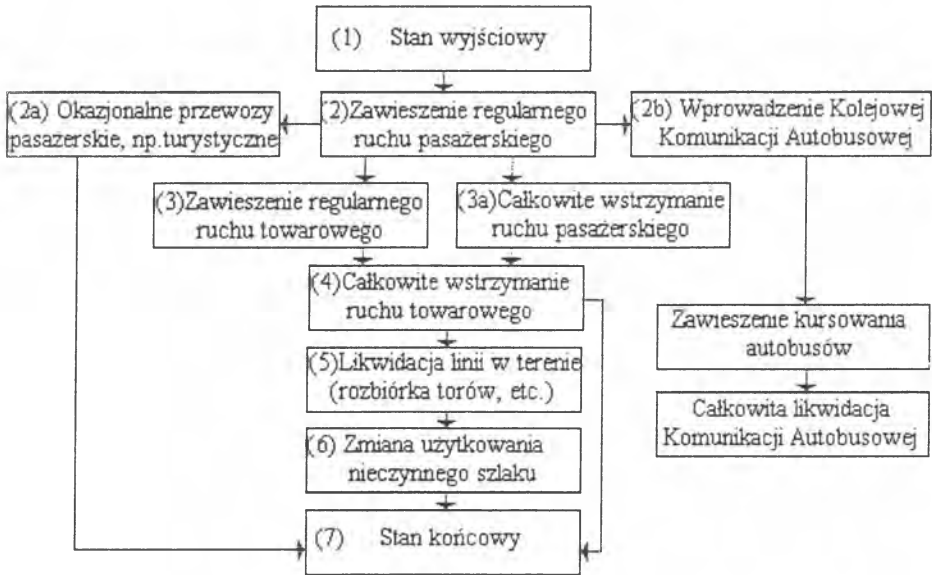 (1) Stan wyjściowy
(2a) Okazjonalne przewozy
pasażerskie, np.turystyczne
(2)Zawieszenie regularnego
ruchu pasażerskiego
(2b) Wprowadzenie Kolejowej
Komunikacji Autobusowej
(3)Zawieszenie regularnego
ruchu towarowego
(3a)Całkowite wstrzymanie
ruchu pasażerskiego
(4)Całkowite wstrzymanie
ruchu towarowego
Zawieszenie kursowania
autobusów
(5)Likwidacja linii w terenie
(rozbiórka torów, etc.)
Całkowita likwidacja
Komunikacji Autobusowej
(6) Zmiana użytkowania
nieczynnego szlaku
(7) Stan końcowy